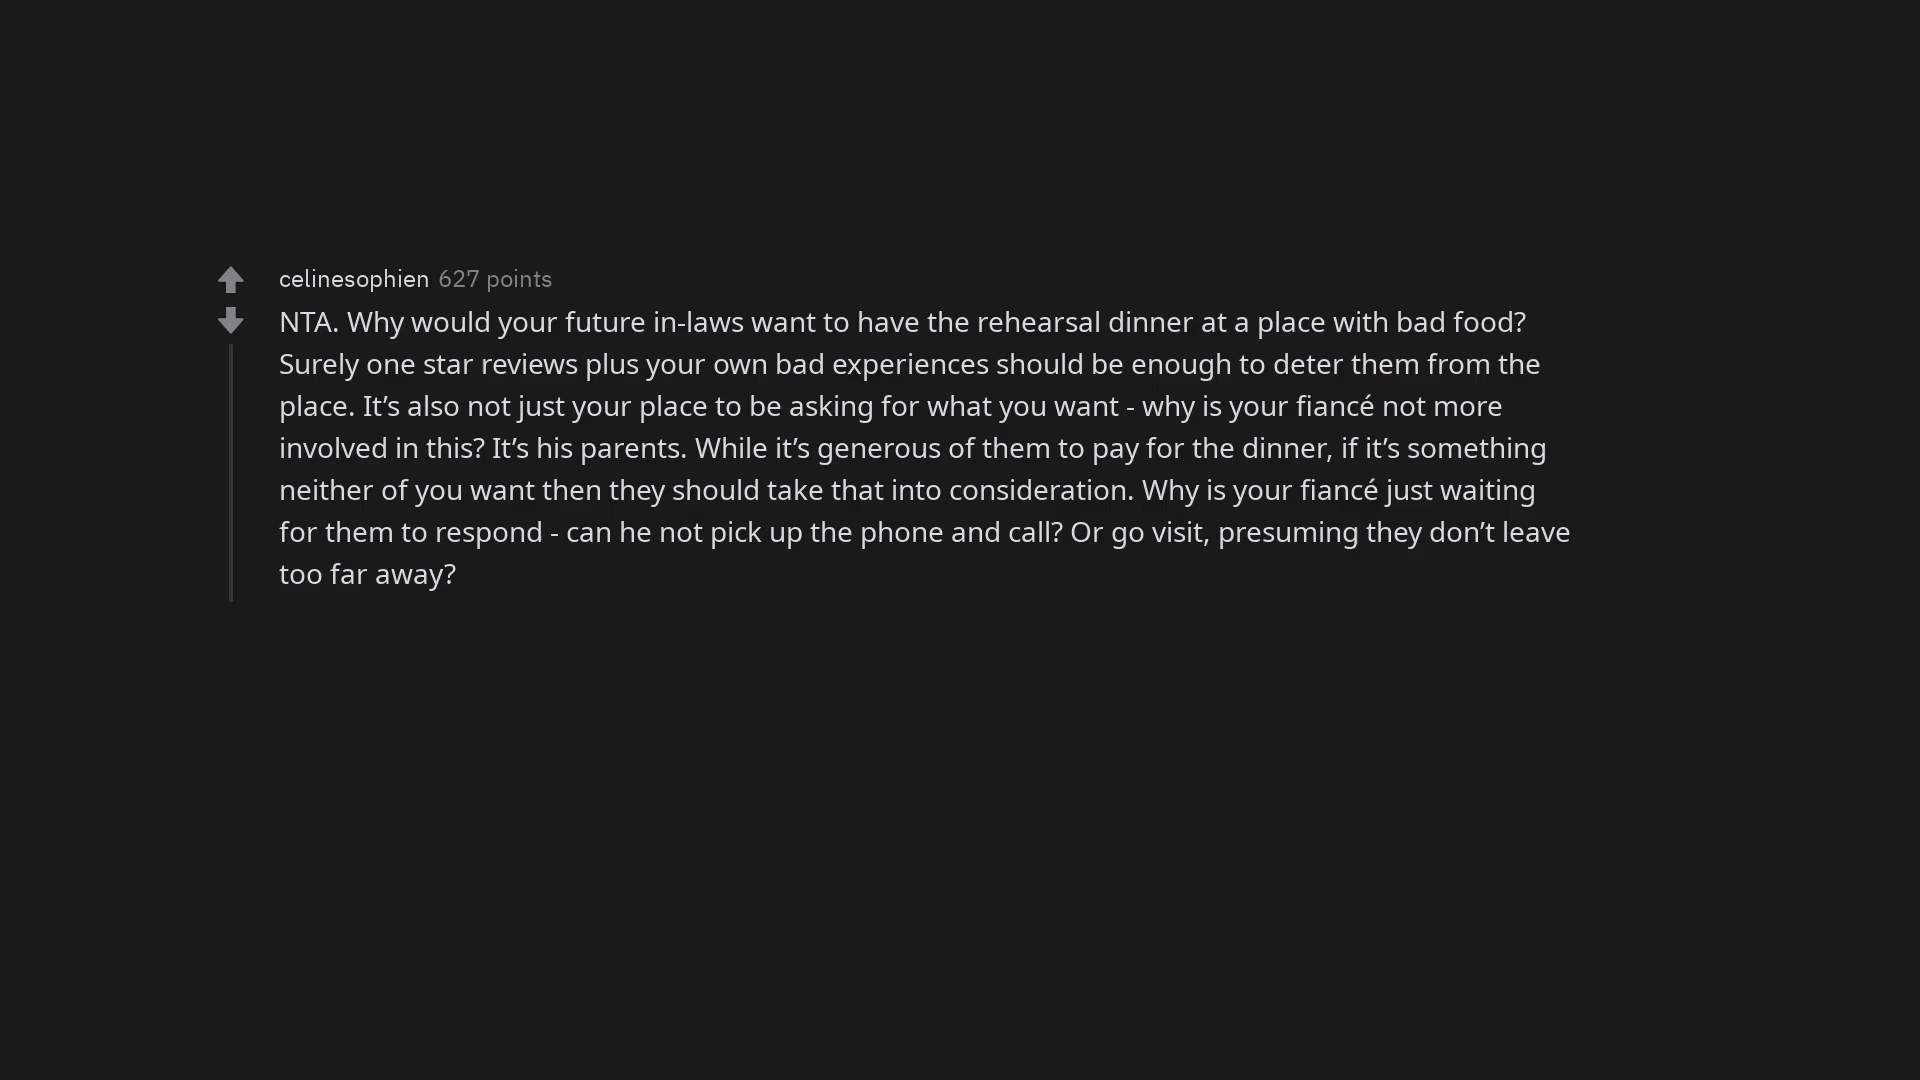 celinesophien 627 points
NTA. Why would your future in-laws want to have the rehearsal dinner at a place with bad food?
Surely one star reviews plus your own bad experiences should be enough to deter them from the
place. It’s also not just your place to be asking for what you want - why is your fiancé not more
involved in this? It’s his parents. While it’s generous of them to pay for the dinner, if it’s something
neither of you want then they should take that into consideration. Why is your fiancé just waiting
for them to respond - can he not pick up the phone and call? Or go visit, presuming they don’t leave
too far away?